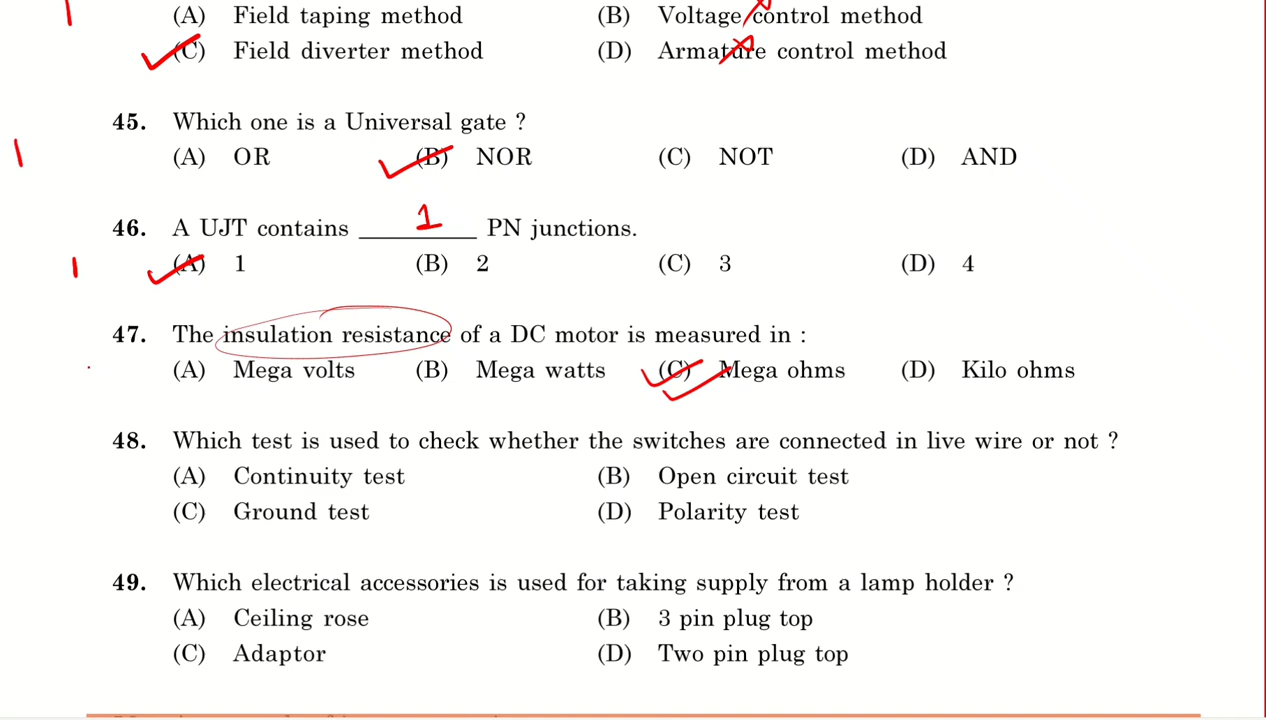 (A) Field taping method (B) Voltage control method
(C) Field diverter method (D) Armature control method
45. Which one is a Universal gate ?
(A) OR (B) NOR (C) NOT (D) AND
46. A UJT contains 1 PN junctions.
(A) 1 (B) 2 (C) 3 (D) 4
47. The insulation resistance of a DC motor is measured in :
(A) Mega volts (B) Mega watts (C) Mega ohms (D) Kilo ohms
48. Which test is used to check whether the switches are connected in live wire or not ?
(A) Continuity test (B) Open circuit test
(C) Ground test (D) Polarity test
49. Which electrical accessories is used for taking supply from a lamp holder ?
(A) Ceiling rose (B) 3 pin plug top
(C) Adaptor (D) Two pin plug top